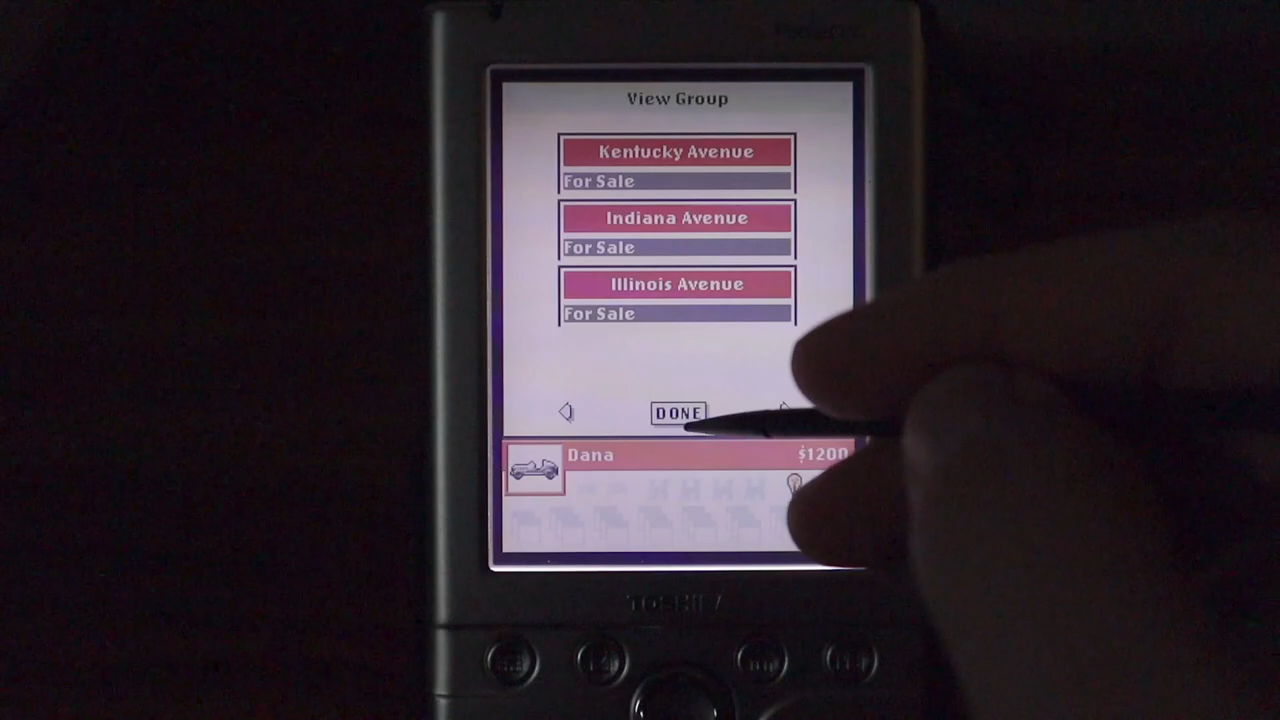 View Group
Kentucky Avenue
For Sale
Indiana Avenue
For Sale
Illinois Avenue
For Sale
DONE
Dana $1200